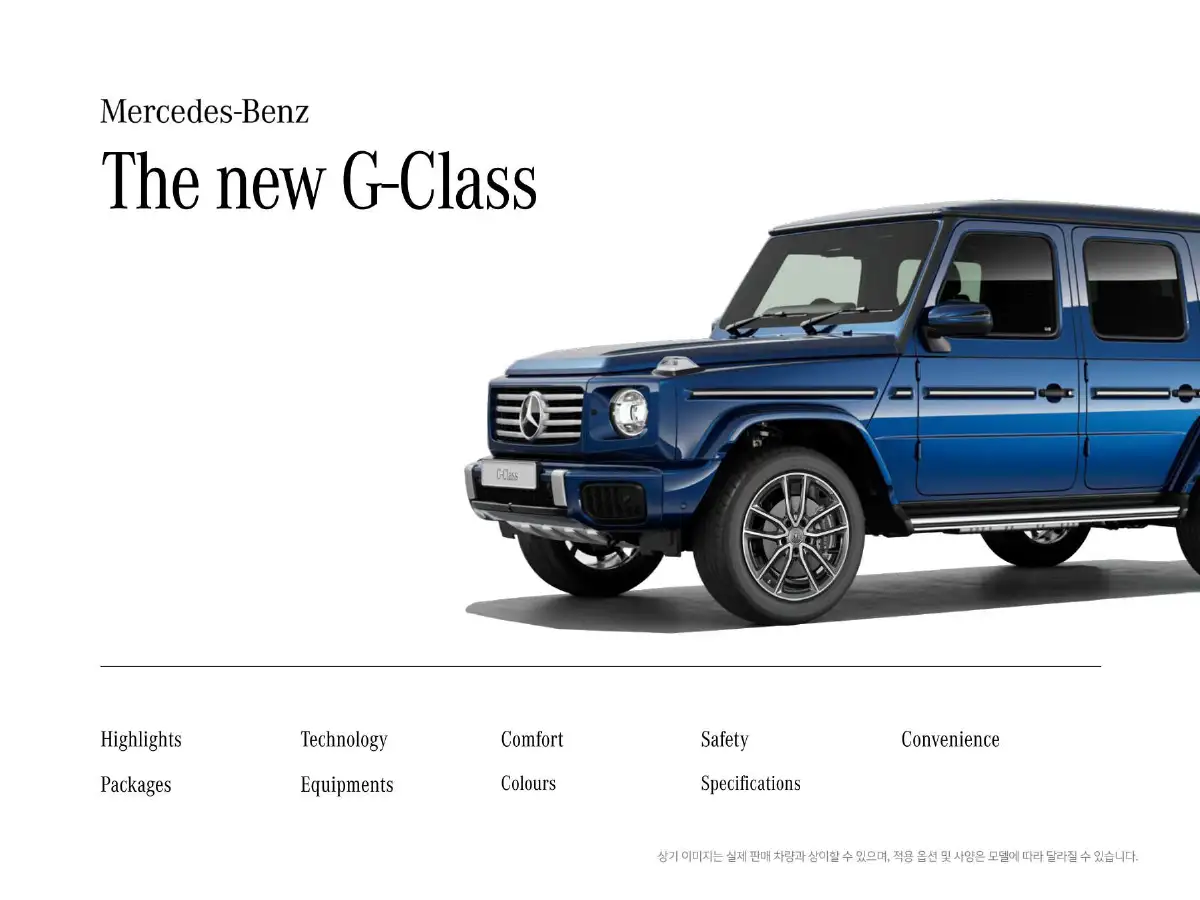 Mercedes-Benz
The new G-Class
G-Class
Highlights Technology Comfort Safety Convenience
Packages Equipments Colours Specifications
상기 이미지는 실제 판매 차량과 상이할 수 있으며, 적용 옵션 및 사양은 모델에 따라 달라질 수 있습니다.